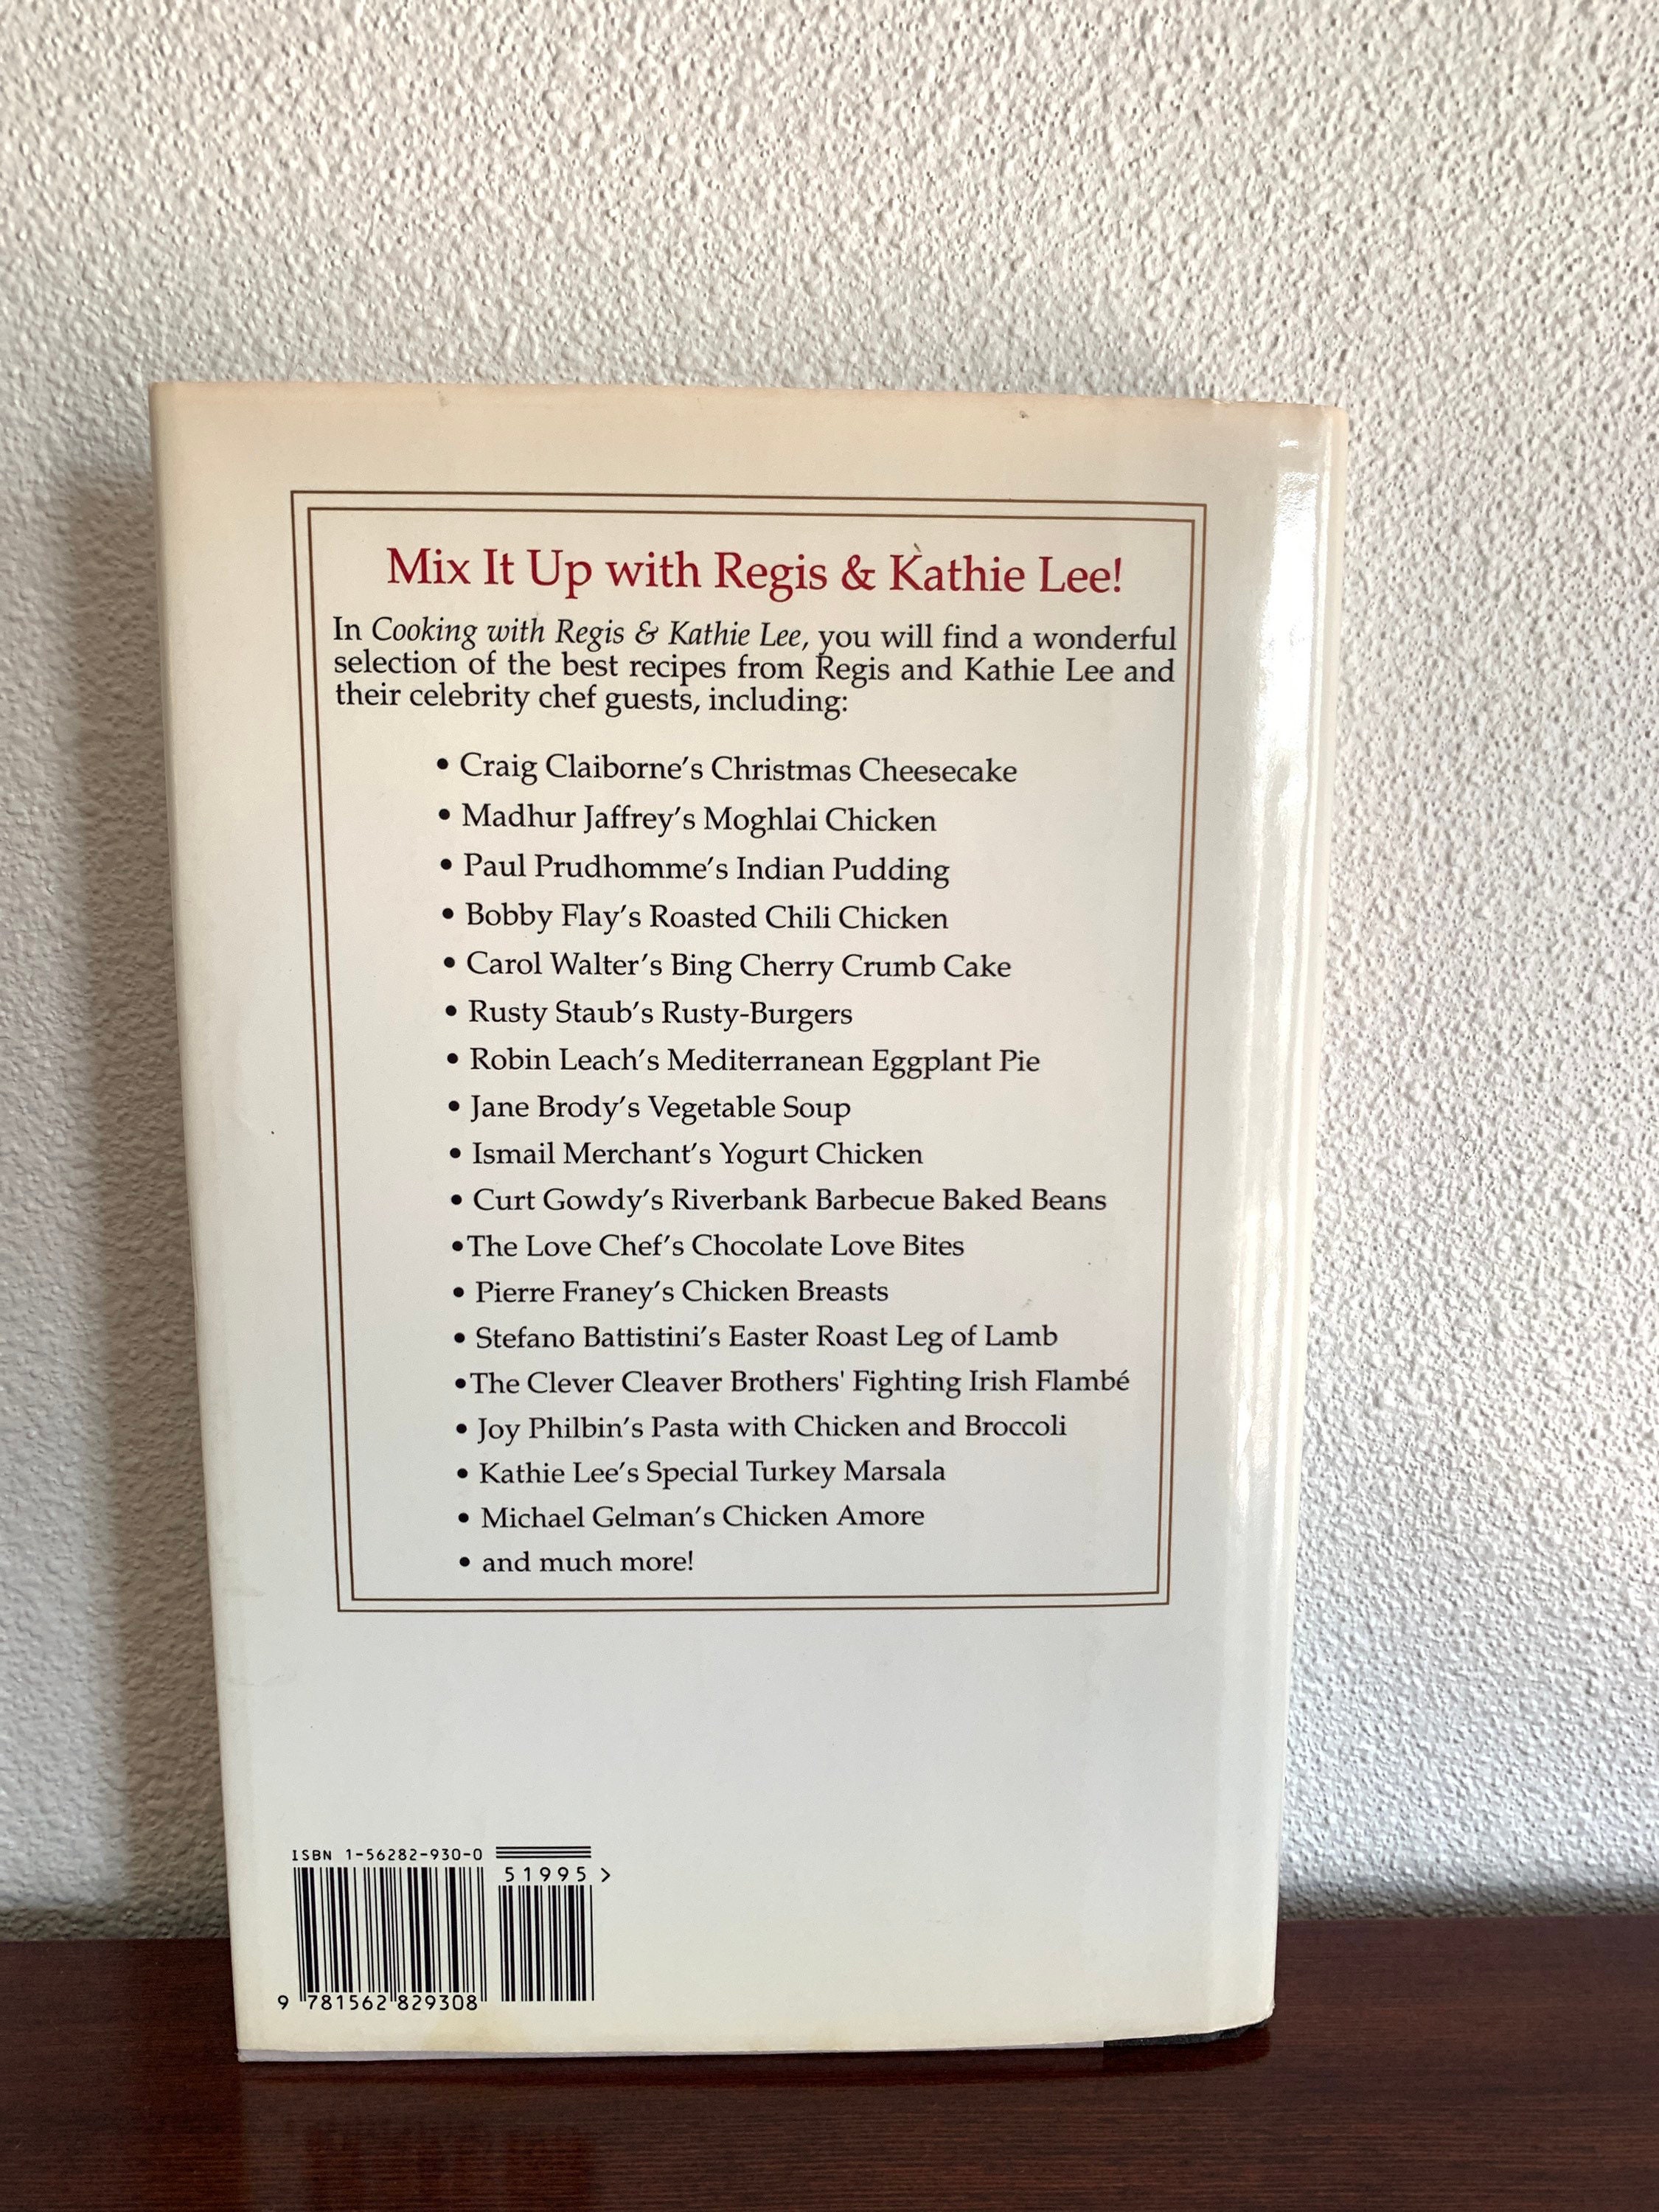 Mix It Up with Regis & Kathie Lee!
In Cooking with Regis & Kathie Lee, you will find a wonderful
selection of the best recipes from Regis and Kathie Lee and
their celebrity chef guests, including:
• Craig Claiborne's Christmas Cheesecake
• Madhur Jaffrey's Moghlai Chicken
• Paul Prudhomme's Indian Pudding
• Bobby Flay's Roasted Chili Chicken
• Carol Walter's Bing Cherry Crumb Cake
• Rusty Staub's Rusty-Burgers
• Robin Leach's Mediterranean Eggplant Pie
• Jane Brody's Vegetable Soup
• Ismail Merchant's Yogurt Chicken
• Curt Gowdy's Riverbank Barbecue Baked Beans
•The Love Chef's Chocolate Love Bites
• Pierre Franey's Chicken Breasts
• Stefano Battistini's Easter Roast Leg of Lamb
•The Clever Cleaver Brothers' Fighting Irish Flambé
• Joy Philbin's Pasta with Chicken and Broccoli
• Kathie Lee's Special Turkey Marsala
• Michael Gelman's Chicken Amore
• and much more!
ISBN 1-56282-930-0
51995 >
9 781562 829308